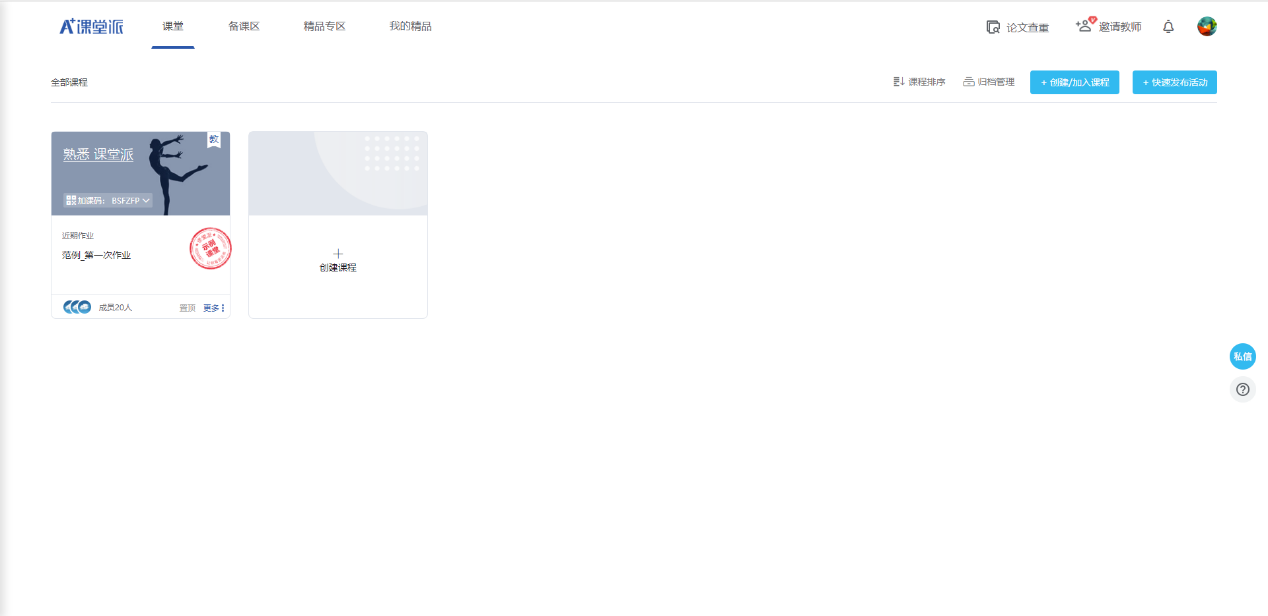 A+课堂派
课堂
备课区
精品专区
我的精品
论文查重
邀请教师
全部课程
课程排序
归档管理
+ 创建/加入课程
+ 快速发布活动
熟悉 课堂派
教
加课码： BSFZFP
近期作业
范例_第一次作业
示例
课堂
成员20人
置顶
更多
+
创建课程
私信
?